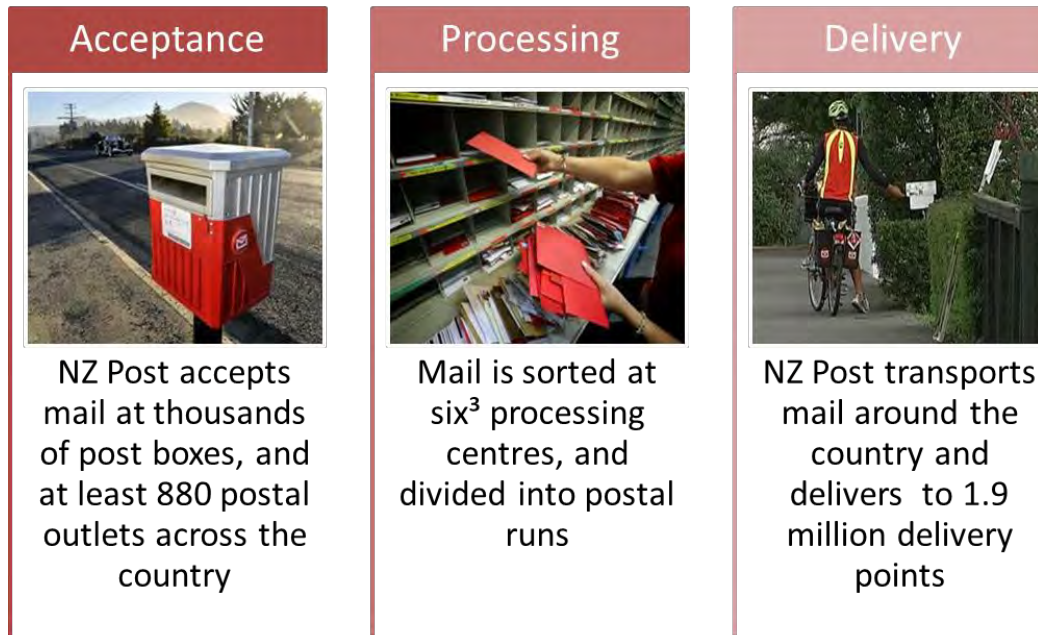 Acceptance
NZ Post accepts
mail at thousands
of post boxes, and
at least 880 postal
outlets across the
country
Processing
Mail is sorted at
six³ processing
centres, and
divided into postal
runs
Delivery
NZ Post transports
mail around the
country and
delivers to 1.9
million delivery
points